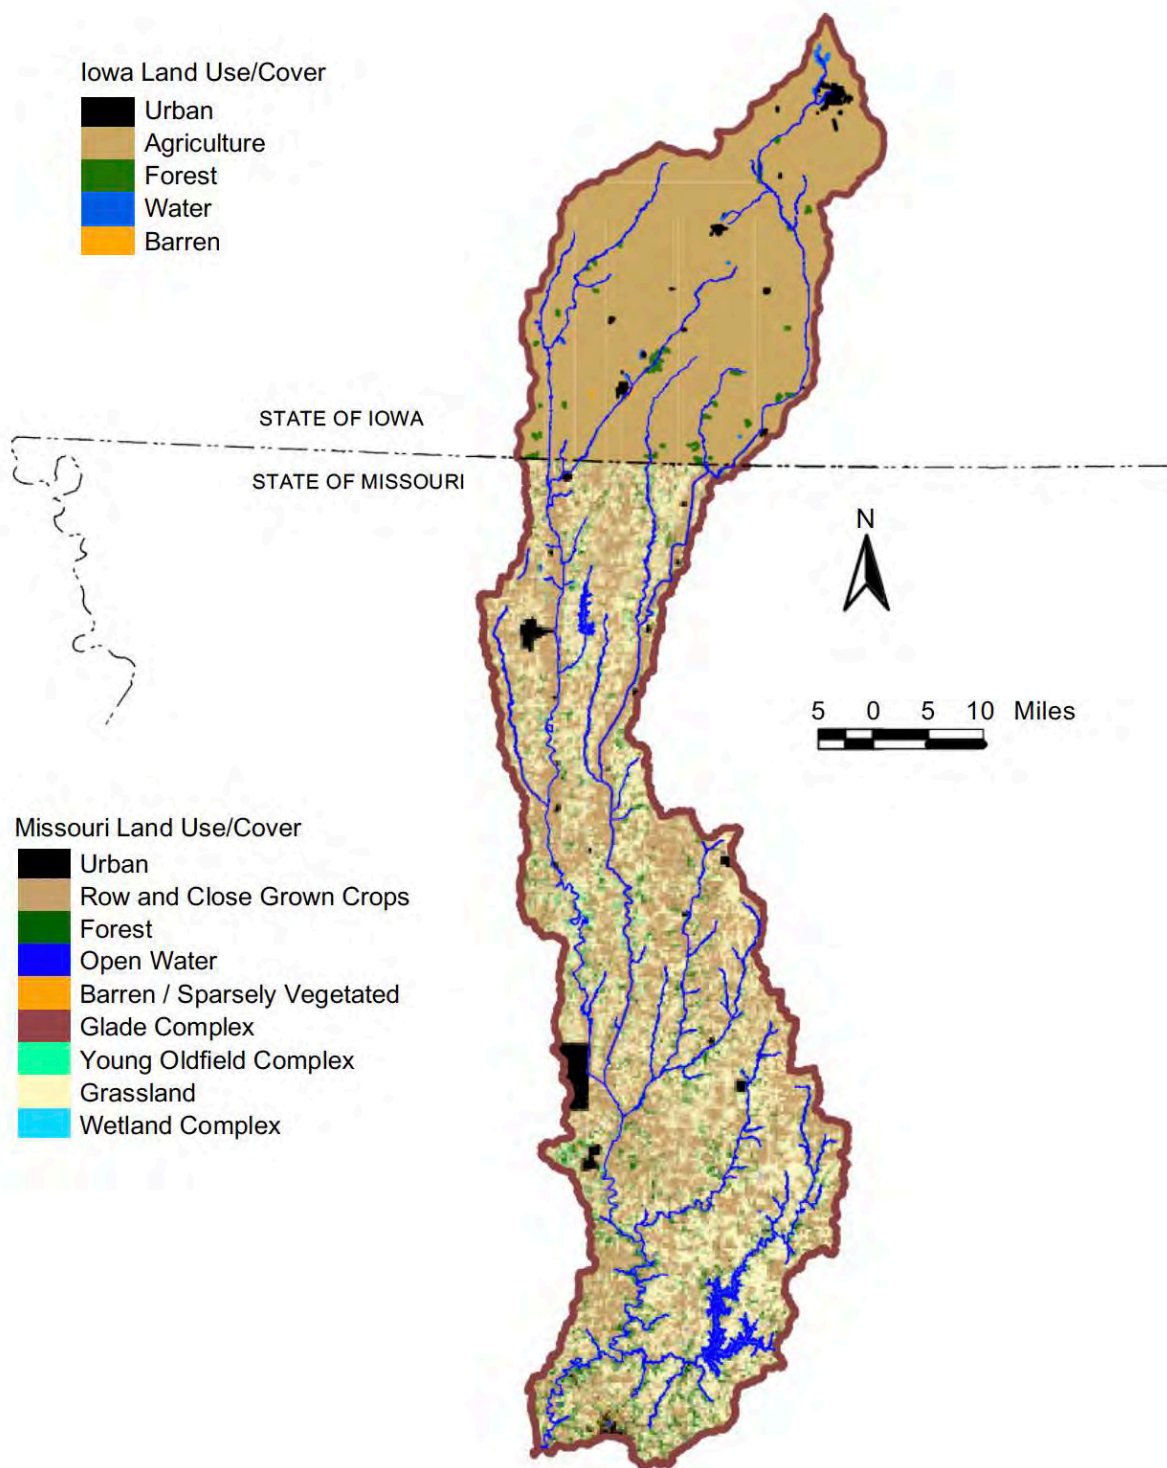 Iowa Land Use/Cover
Urban
Agriculture
Forest
Water
Barren
STATE OF IOWA
STATE OF MISSOURI
N
5 0 5 10 Miles
Missouri Land Use/Cover
Urban
Row and Close Grown Crops
Forest
Open Water
Barren / Sparsely Vegetated
Glade Complex
Young Oldfield Complex
Grassland
Wetland Complex